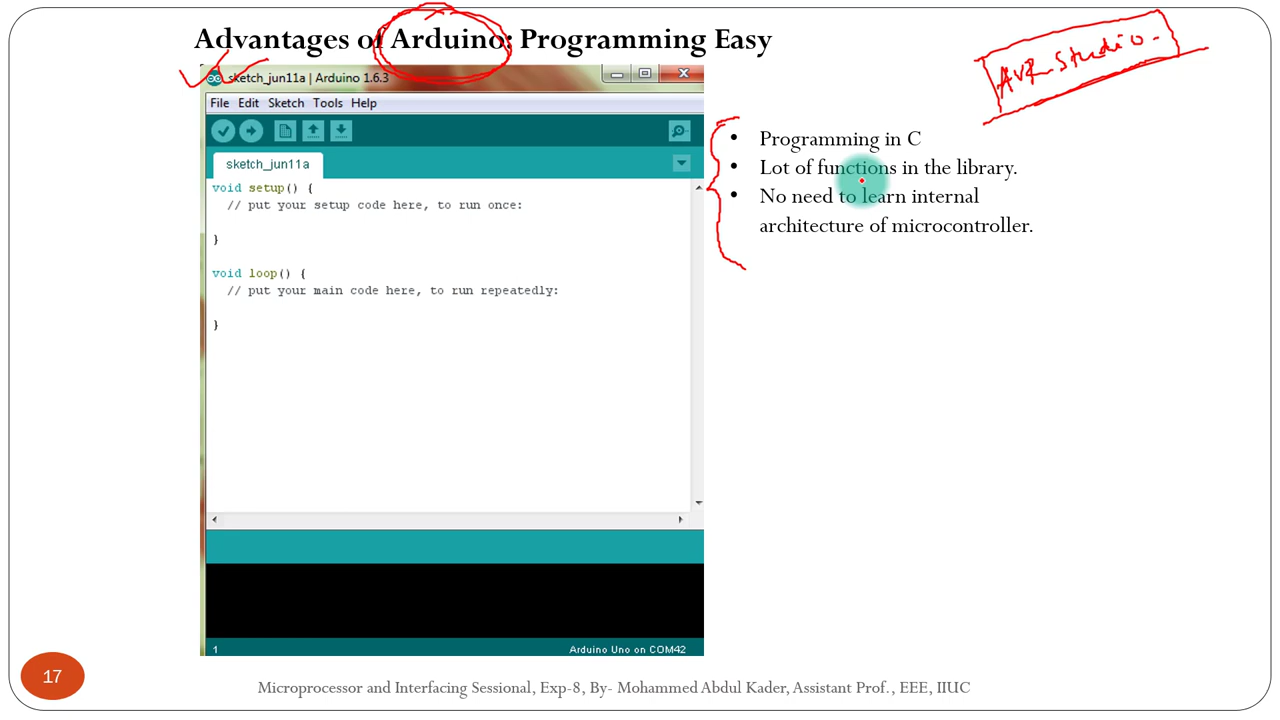 Advantages of Arduino: Programming Easy
AVR Studio
sketch_jun11a | Arduino 1.6.3
File Edit Sketch Tools Help
sketch_jun11a
void setup() {
// put your setup code here, to run once:
}
void loop() {
// put your main code here, to run repeatedly:
}
1
Arduino Uno on COM42
• Programming in C
• Lot of functions in the library.
• No need to learn internal
architecture of microcontroller.
17
Microprocessor and Interfacing Sessional, Exp-8, By- Mohammed Abdul Kader, Assistant Prof., EEE, IIUC